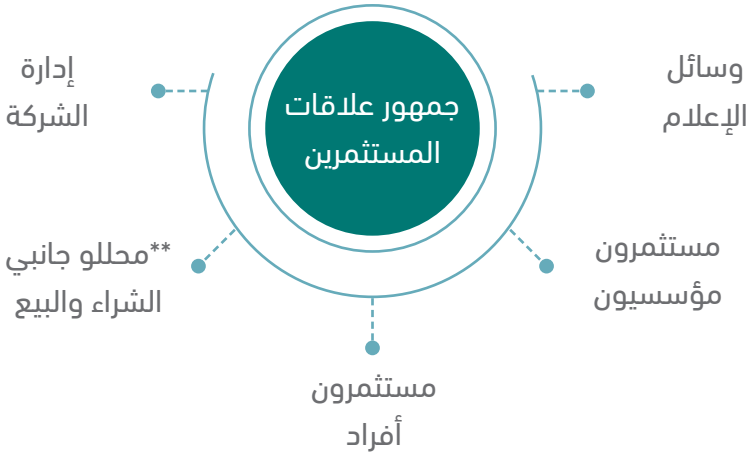 جمهور علاقات
المستثمرين
وسائل
الإعلام
مستثمرون
مؤسسيون
مستثمرون
أفراد
**محللو جانبي
الشراء والبيع
إدارة
الشركة